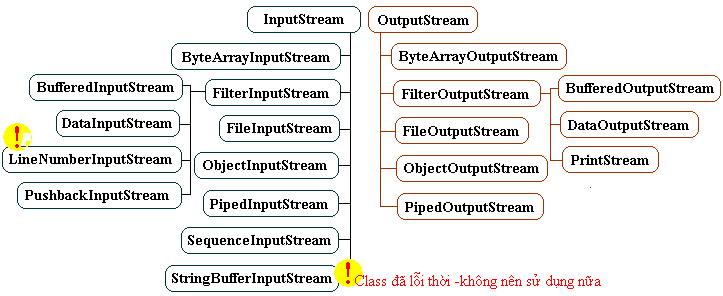 InputStream
OutputStream
ByteArrayInputStream
ByteArrayOutputStream
BufferedInputStream
FilterInputStream
FilterOutputStream
BufferedOutputStream
DataInputStream
FileInputStream
FileOutputStream
DataOutputStream
!
LineNumberInputStream
ObjectInputStream
ObjectOutputStream
PrintStream
PushbackInputStream
PipedInputStream
PipedOutputStream
SequenceInputStream
StringBufferInputStream
!
Class đã lỗi thời -không nên sử dụng nữa